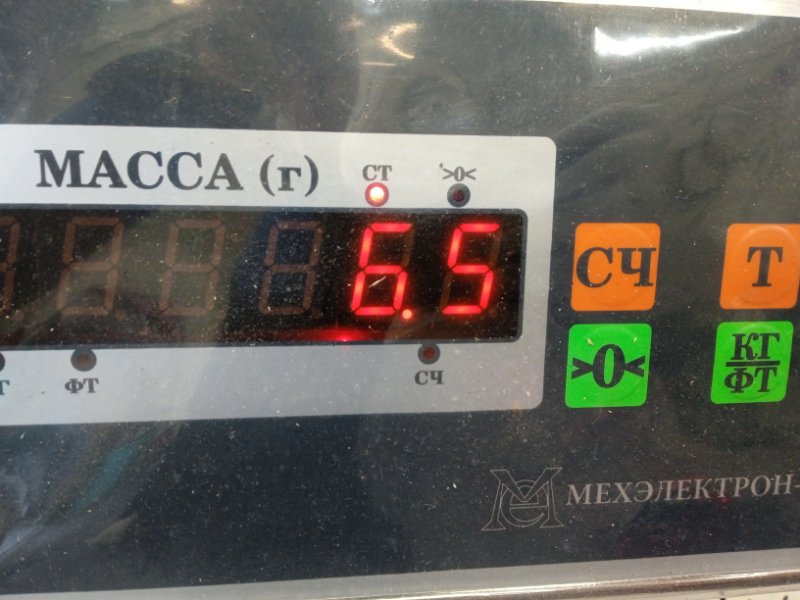 МАССА (г) СТ >0<
6.5
СЧ Т
ФТ СЧ
>0< КГ
ФТ
МЕХЭЛЕКТРОН-